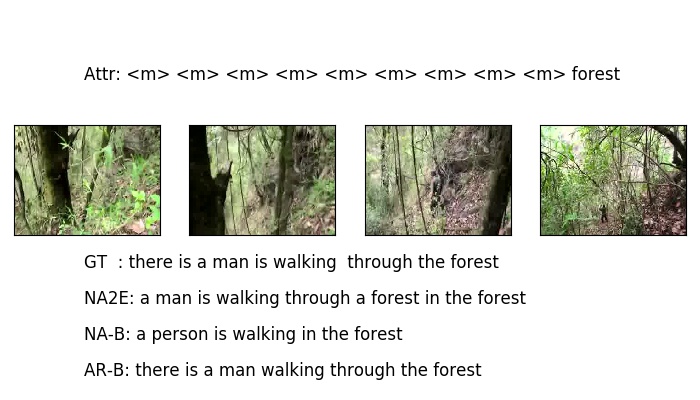 Attr: <m> <m> <m> <m> <m> <m> <m> <m> <m> forest
GT  : there is a man is walking  through the forest
NA2E: a man is walking through a forest in the forest
NA-B: a person is walking in the forest
AR-B: there is a man walking through the forest